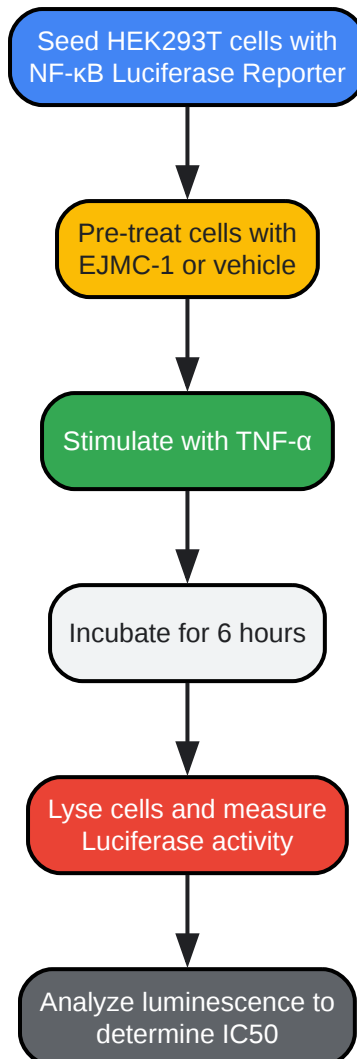 Seed HEK293T cells with
NF-κB Luciferase Reporter
Pre-treat cells with
EJMC-1 or vehicle
Stimulate with TNF-α
Incubate for 6 hours
Lyse cells and measure
Luciferase activity
Analyze luminescence to
determine IC50